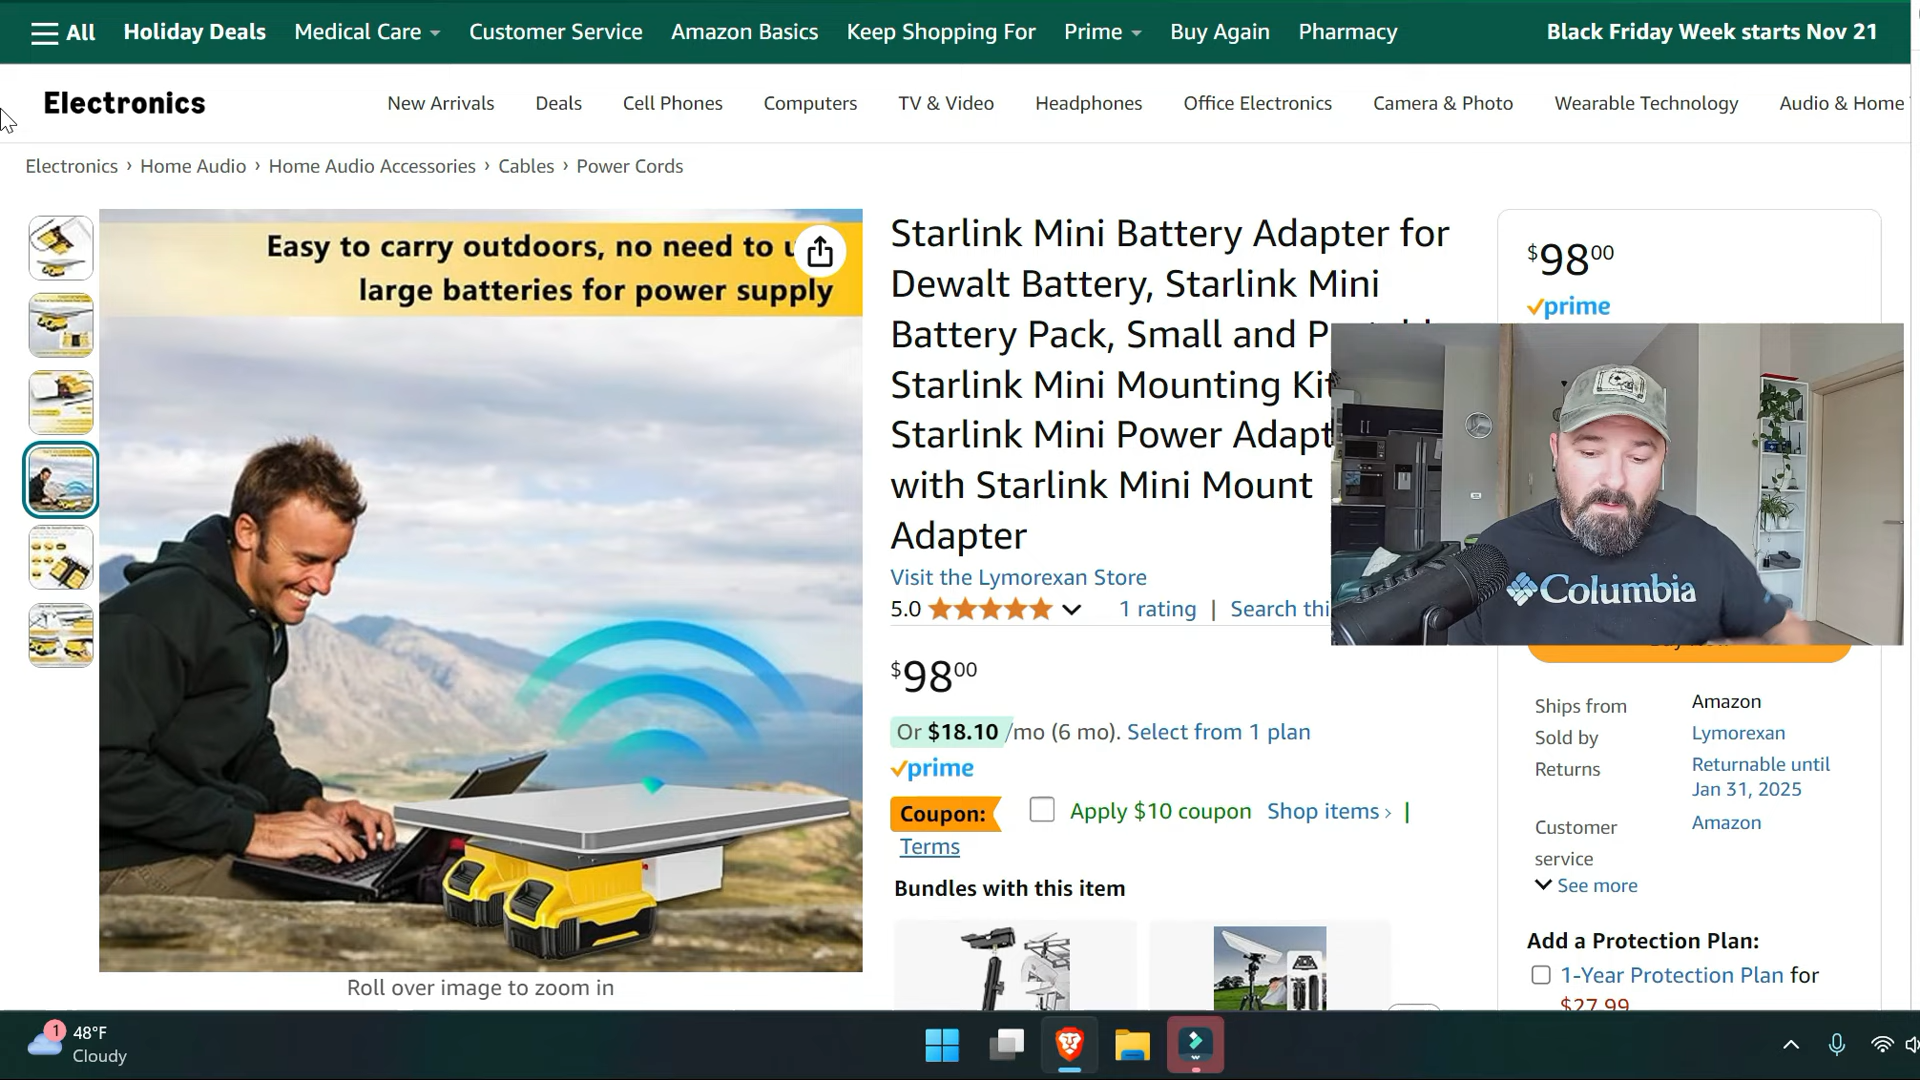 All Holiday Deals Medical Care Customer Service Amazon Basics Keep Shopping For Prime Buy Again Pharmacy Black Friday Week starts Nov 21
Electronics New Arrivals Deals Cell Phones Computers TV & Video Headphones Office Electronics Camera & Photo Wearable Technology Audio & Home
Electronics › Home Audio › Home Audio Accessories › Cables › Power Cords
Easy to carry outdoors, no need to
large batteries for power supply
Roll over image to zoom in
Starlink Mini Battery Adapter for
Dewalt Battery, Starlink Mini
Battery Pack, Small and
Starlink Mini Mounting Kit
Starlink Mini Power Adapt
with Starlink Mini Mount
Adapter
Visit the Lymorexan Store
5.0 1 rating | Search thi
$9800
Or $18.10 /mo (6 mo). Select from 1 plan
prime
Coupon: Apply $10 coupon Shop items › |
Terms
Bundles with this item
$9800
prime
Columbia
Ships from Amazon
Sold by Lymorexan
Returns Returnable until
Jan 31, 2025
Customer
service
Amazon
See more
Add a Protection Plan:
1-Year Protection Plan for
$27.99
1
48°F
Cloudy